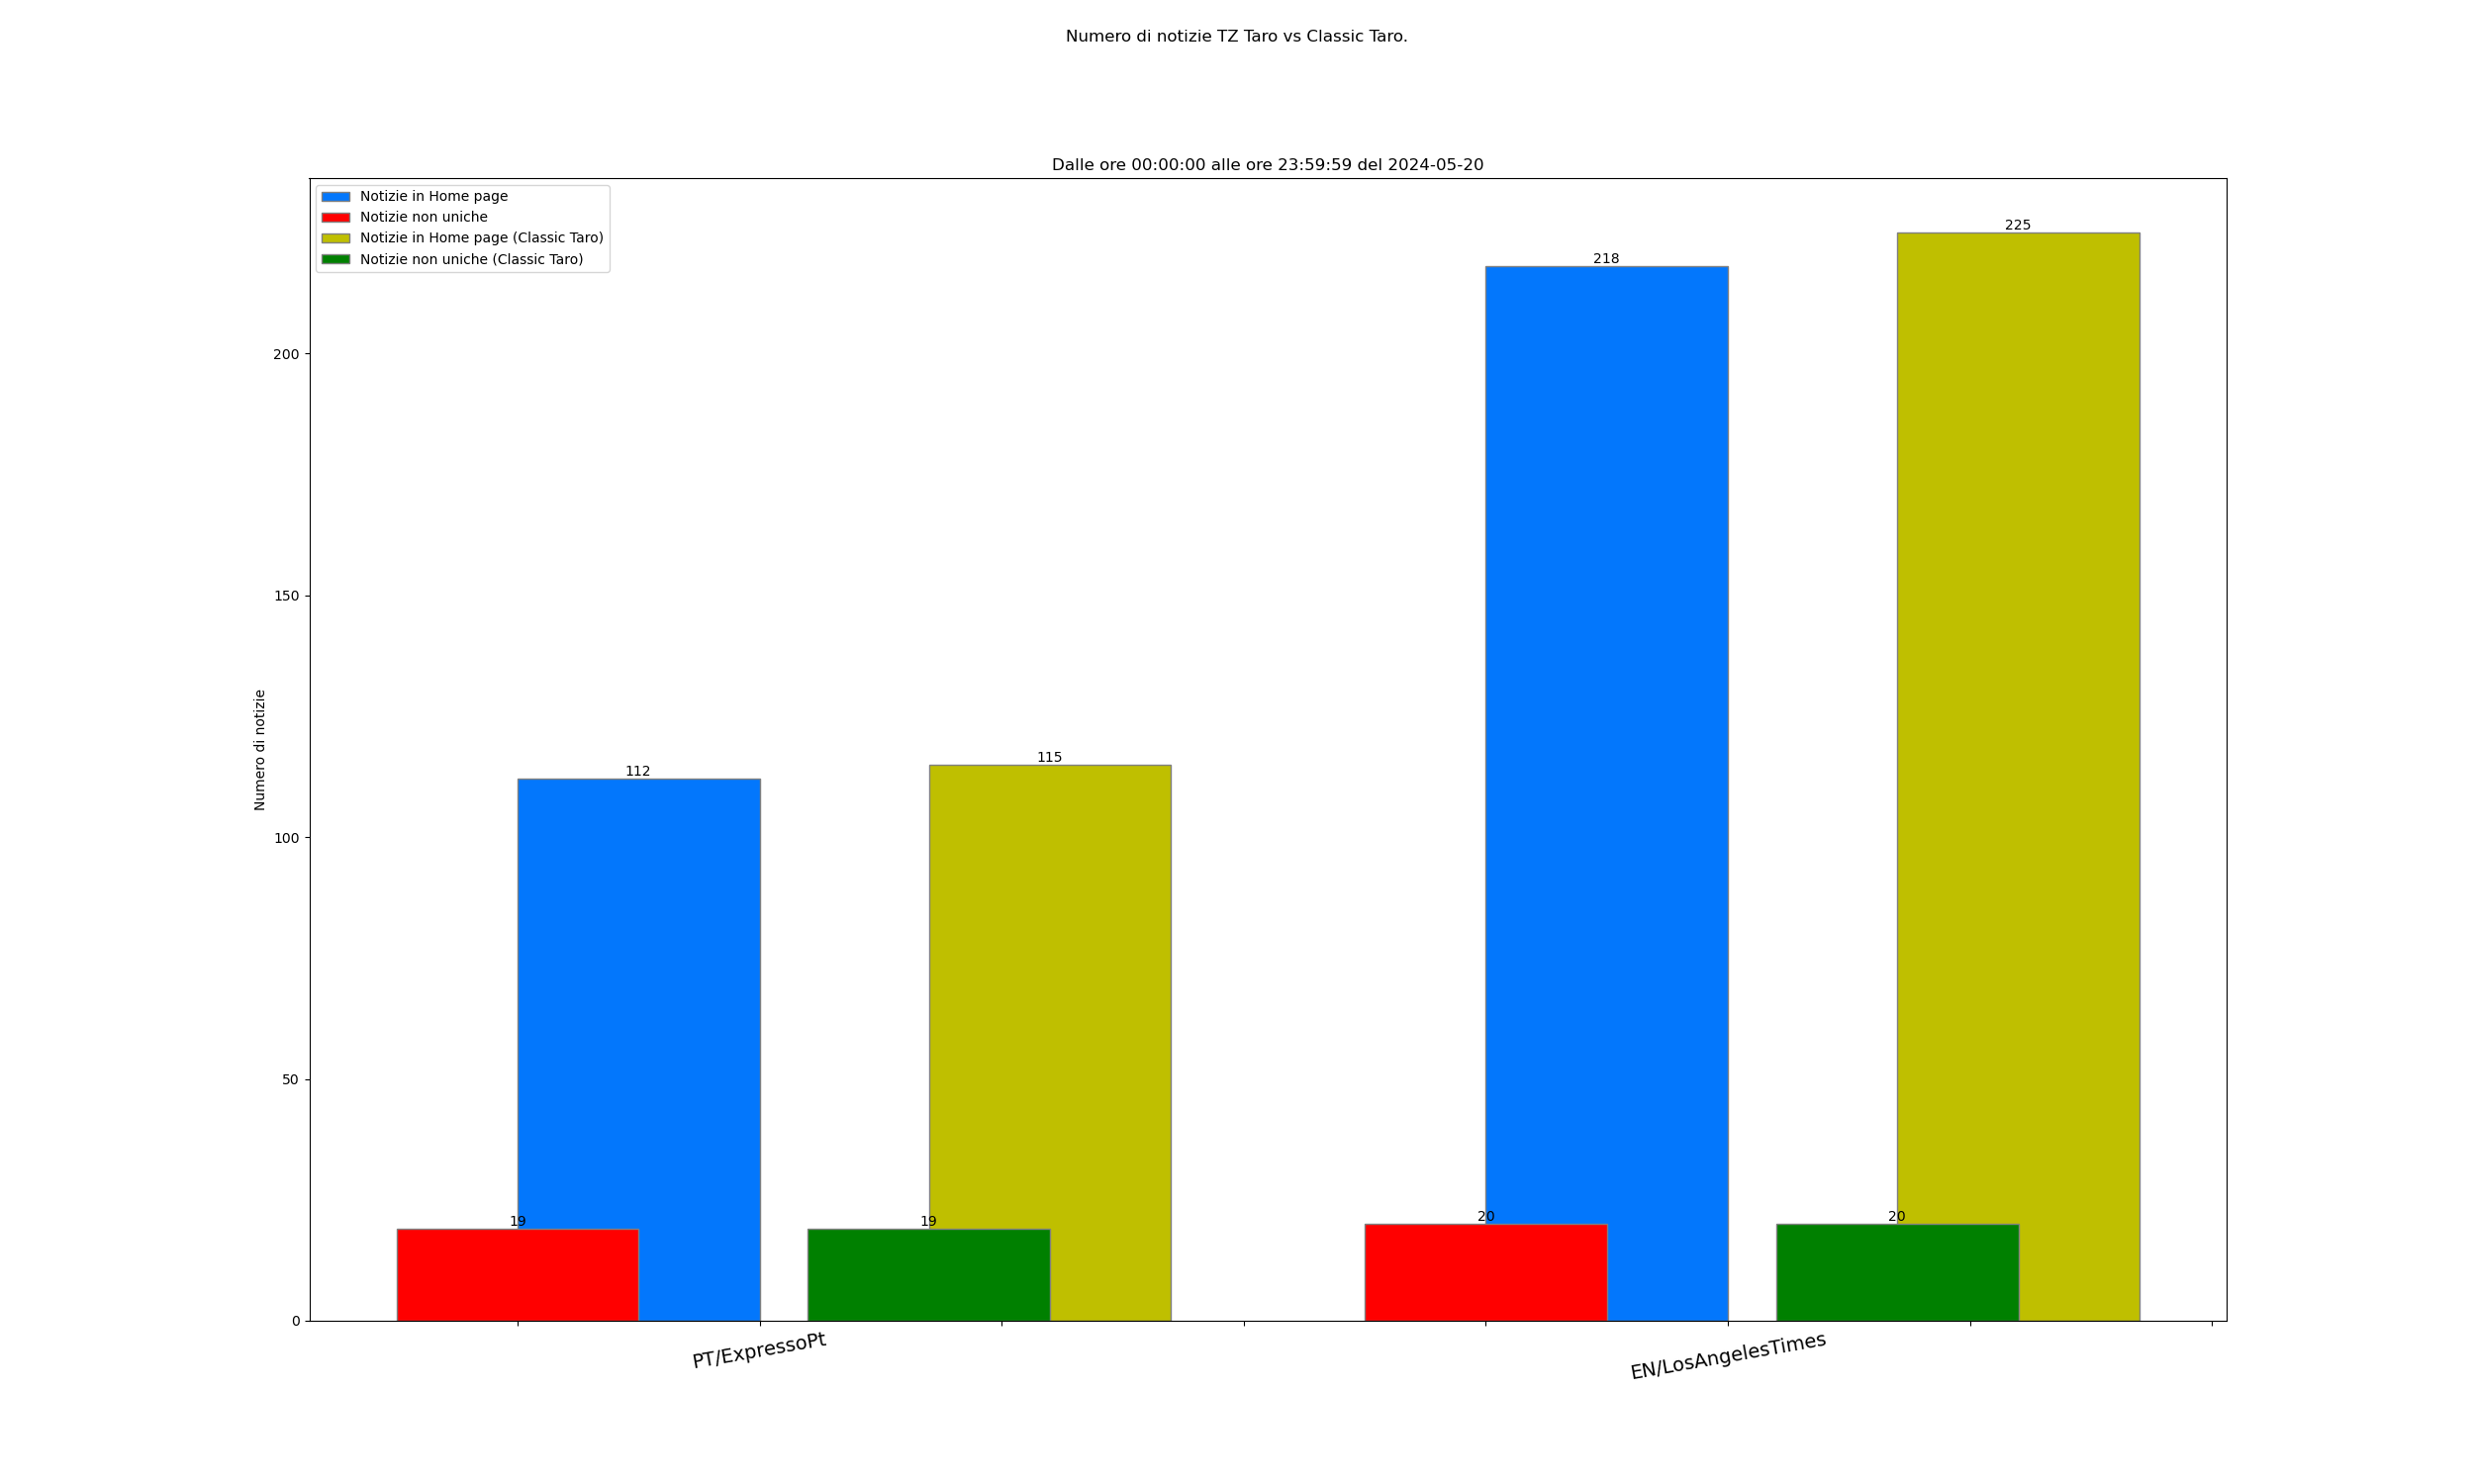 Numero di notizie TZ Taro vs Classic Taro.
Dalle ore 00:00:00 alle ore 23:59:59 del 2024-05-20
Notizie in Home page
Notizie non uniche
Notizie in Home page (Classic Taro)
Notizie non uniche (Classic Taro)
Numero di notizie
200
150
100
50
0
112
115
218
225
19
19
20
20
PT/ExpressoPt
EN/LosAngelesTimes